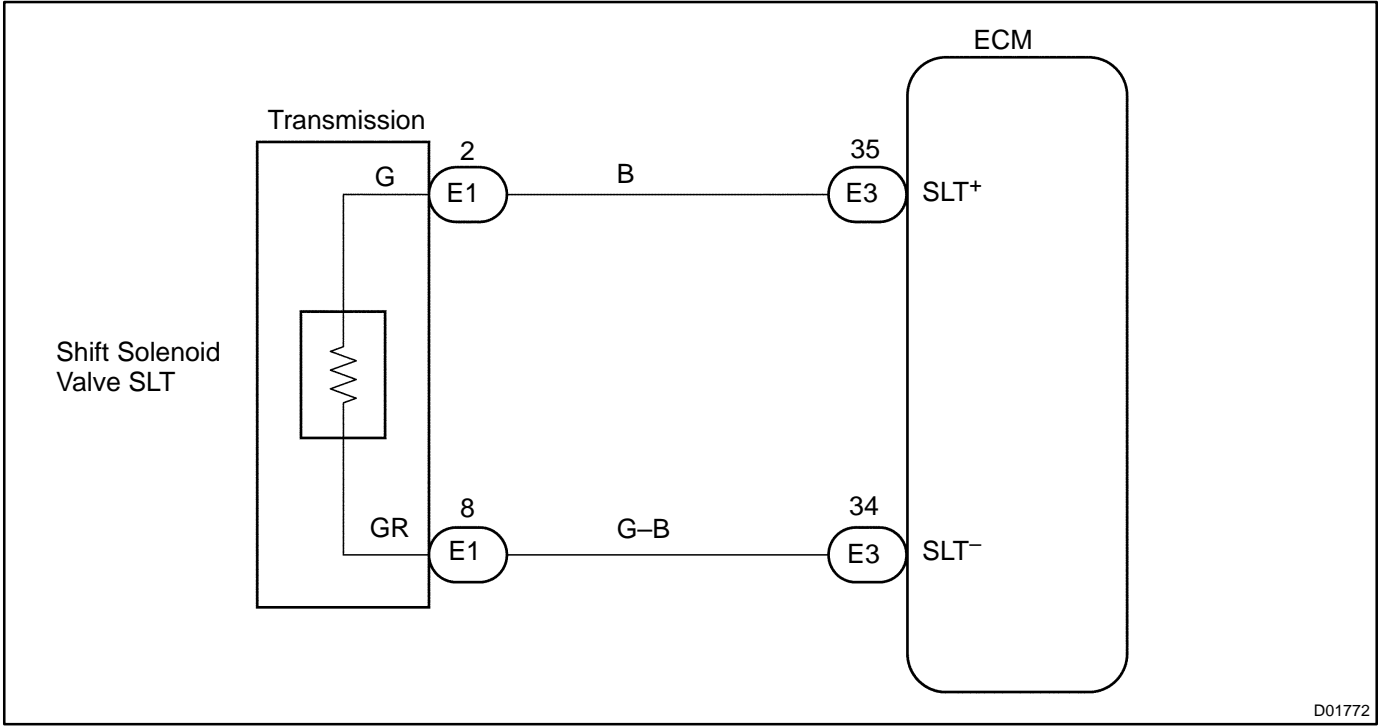 ECM
Transmission
2
35
G
E1
B
E3
SLT+
Shift Solenoid
Valve SLT
8
34
GR
E1
G–B
E3
SLT–
D01772